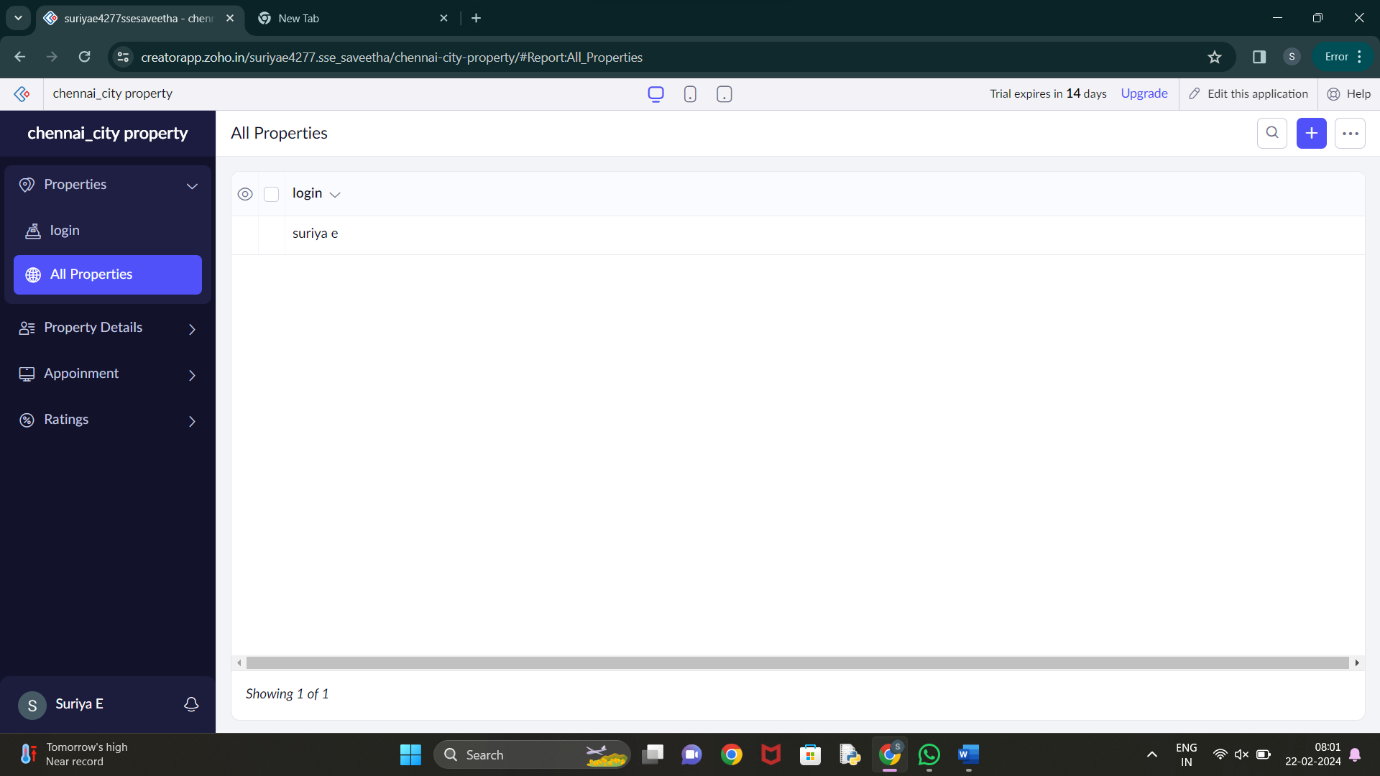 suriyae4277ssesaveetha - chenn
New Tab
creatorapp.zoho.in/suriyae4277.sse_saveetha/chennai-city-property/#Report:All_Properties
S
Error
chennai_city property
Trial expires in 14 days
Upgrade
Edit this application
Help
chennai_city property
All Properties
Properties
login
All Properties
Property Details
Appoinment
Ratings
login
suriya e
Showing 1 of 1
S
Suriya E
Tomorrow's high
Near record
Search
S
W
ENG
IN
08:01
22-02-2024